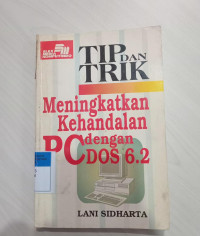 TIP DAN
TRIK
Meningkatkan
Kehandalan
PC dengan
DOS 6.2
LANI SIDHARTA